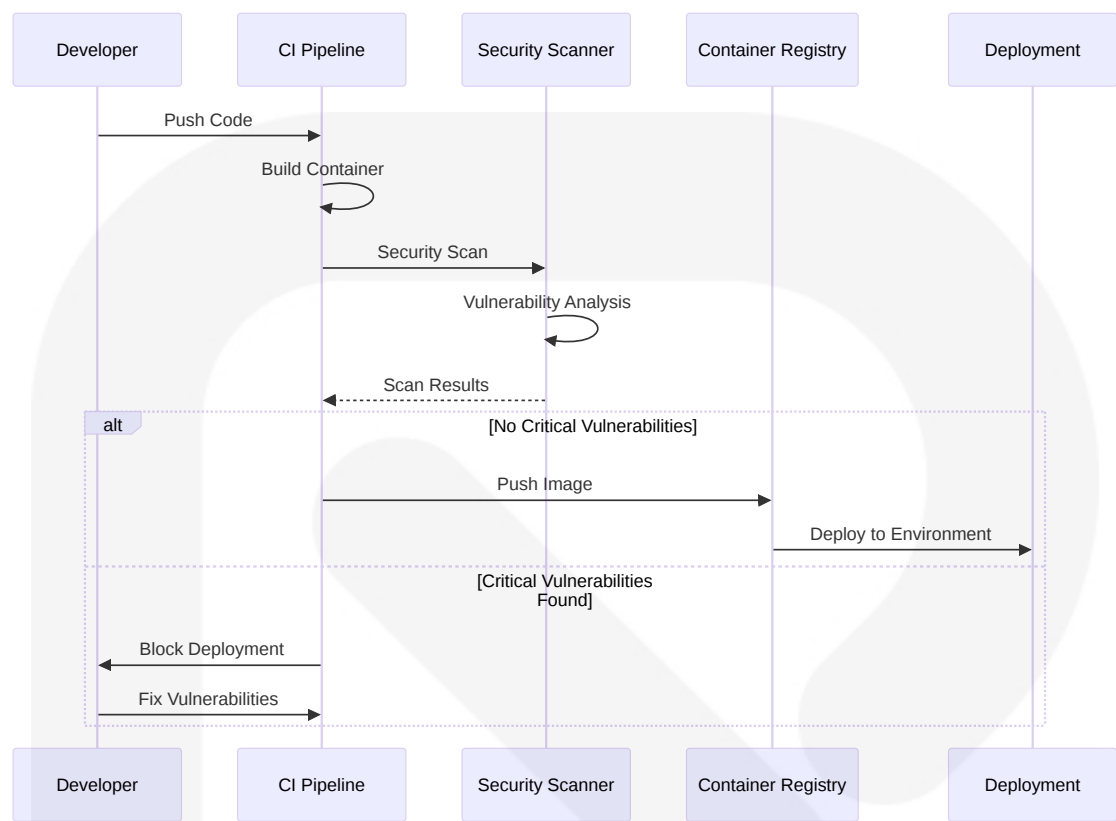 Developer
CI Pipeline
Security Scanner
Container Registry
Deployment
Push Code
Build Container
Security Scan
Vulnerability Analysis
Scan Results
alt
[No Critical Vulnerabilities]
Push Image
Deploy to Environment
[Critical Vulnerabilities
Found]
Block Deployment
Fix Vulnerabilities
Developer
CI Pipeline
Security Scanner
Container Registry
Deployment